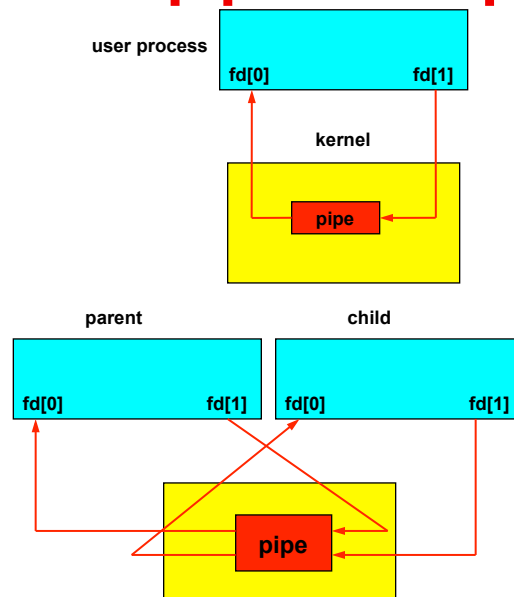 user process
fd[0] fd[1]
kernel
pipe
parent child
fd[0] fd[1] fd[0] fd[1]
pipe